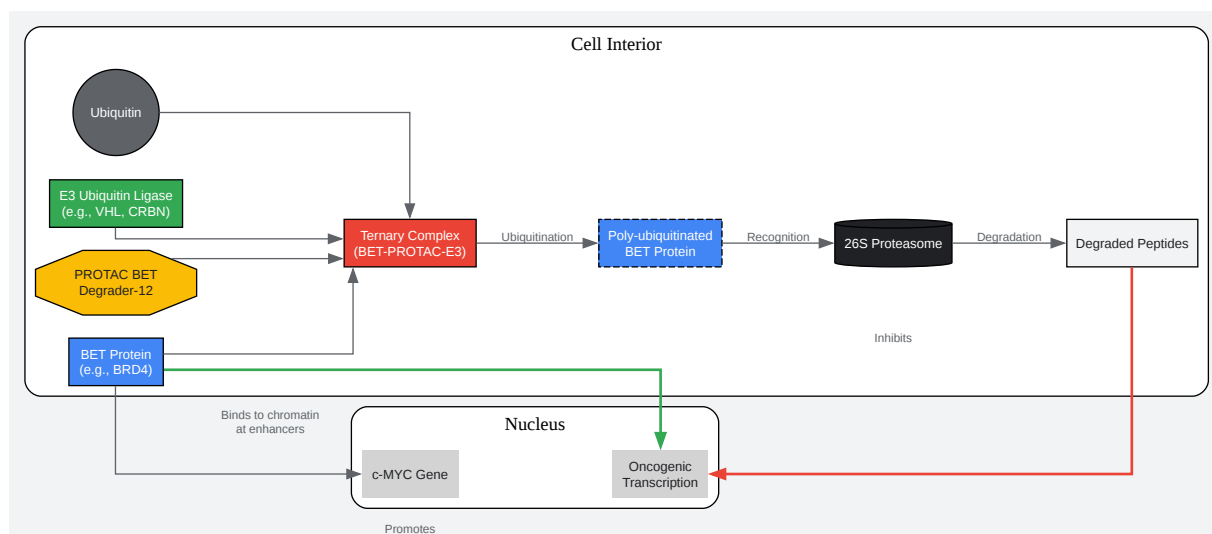 Cell Interior
Ubiquitin
E3 Ubiquitin Ligase
(e.g., VHL, CRBN)
PROTAC BET
Degrader-12
BET Protein
(e.g., BRD4)
Ternary Complex
(BET-PROTAC-E3)
Ubiquitination
Poly-ubiquitinated
BET Protein
Recognition
26S Proteasome
Degradation
Degraded Peptides
Inhibits
Binds to chromatin
at enhancers
Nucleus
c-MYC Gene
Oncogenic
Transcription
Promotes